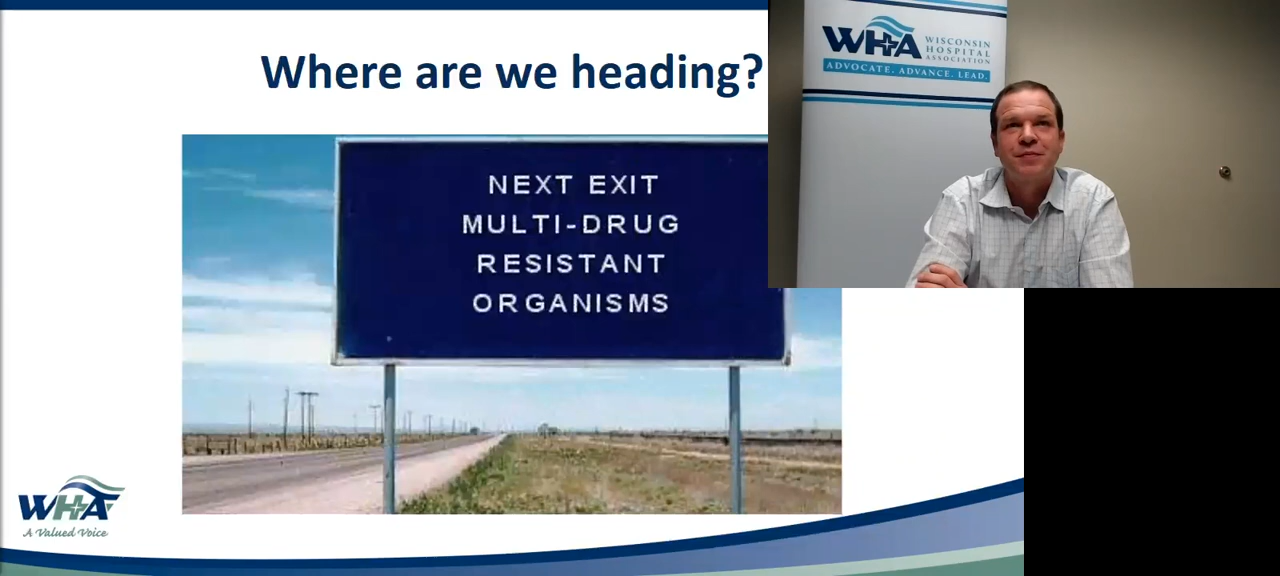 Where are we heading?
NEXT EXIT
MULTI-DRUG
RESISTANT
ORGANISMS
WHA
A Valued Voice
WHA
WISCONSIN
HOSPITAL
ASSOCIATION
ADVOCATE. ADVANCE. LEAD.